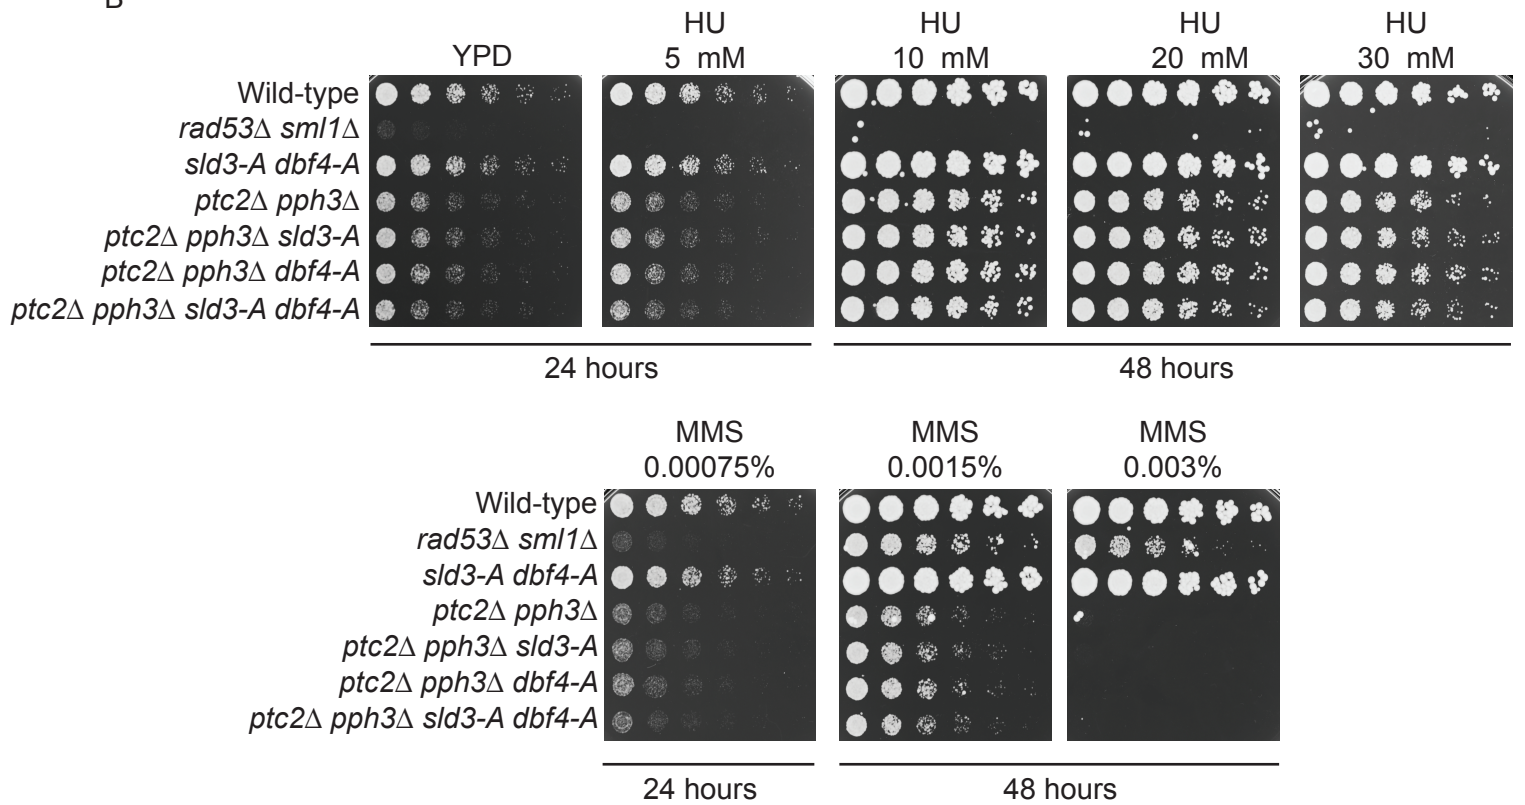 B
HU HU HU HU
YPD 5 mM 10 mM 20 mM 30 mM
Wild-type
rad53Δ sml1Δ
sld3-A dbf4-A
ptc2Δ pph3Δ
ptc2Δ pph3Δ sld3-A
ptc2Δ pph3Δ dbf4-A
ptc2Δ pph3Δ sld3-A dbf4-A
24 hours 48 hours
MMS MMS MMS
0.00075% 0.0015% 0.003%
Wild-type
rad53Δ sml1Δ
sld3-A dbf4-A
ptc2Δ pph3Δ
ptc2Δ pph3Δ sld3-A
ptc2Δ pph3Δ dbf4-A
ptc2Δ pph3Δ sld3-A dbf4-A
24 hours 48 hours